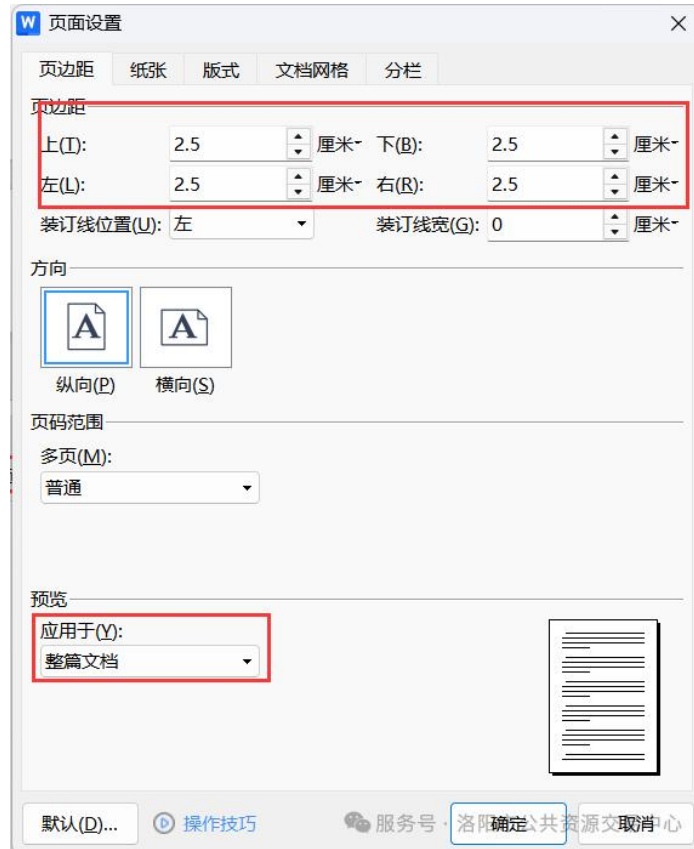 W 页面设置
页边距 纸张 版式 文档网格 分栏
页边距
上(T): 2.5 厘米 下(B): 2.5 厘米
左(L): 2.5 厘米 右(R): 2.5 厘米
装订线位置(U): 左 装订线宽(G): 0 厘米
方向
A A
纵向(P) 横向(S)
页码范围
多页(M):
普通
预览
应用于(Y):
整篇文档
默认(D)... 操作技巧 确定 取消
服务号 · 洛阳 公共资源交 中心